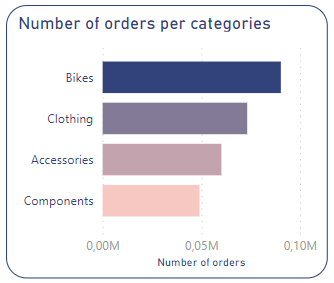 Number of orders per categories
Bikes
Clothing
Accessories
Components
0,00M 0,05M 0,10M
Number of orders